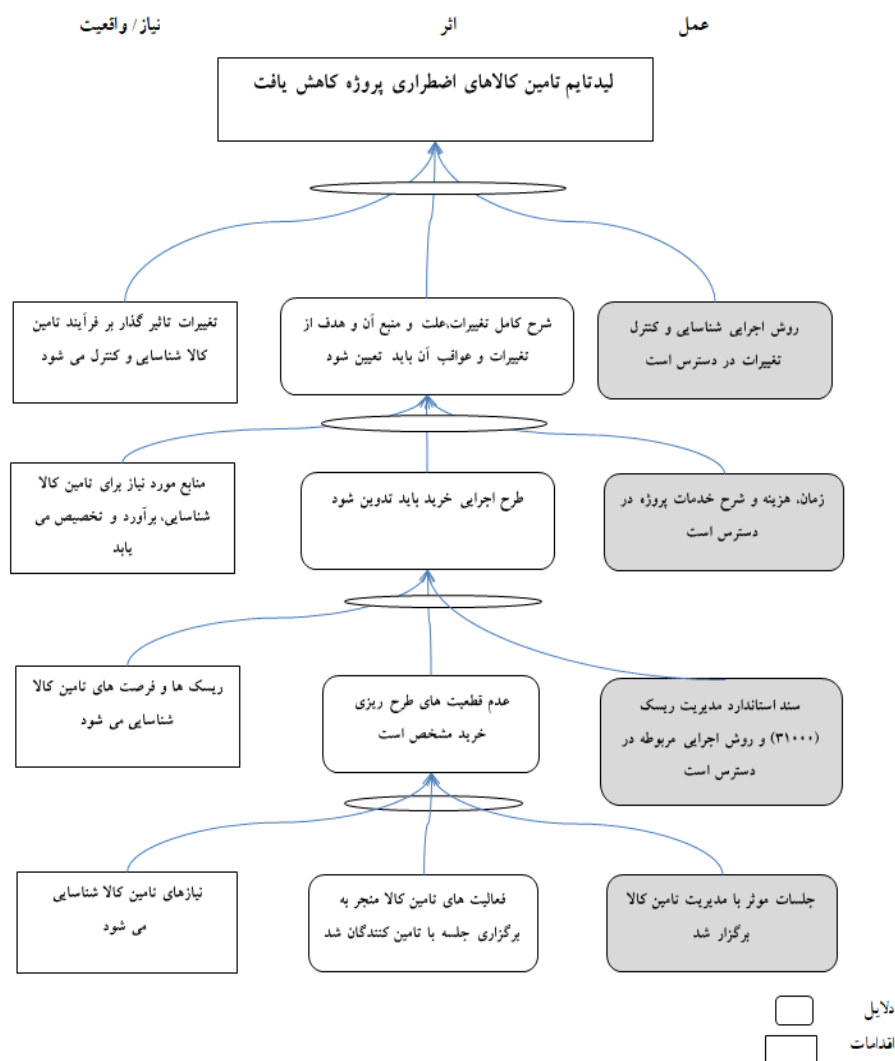 عمل
اثر
نیاز/ واقعیت
لیدتایم تامین کالاهای اضطراری پروژه کاهش یافت
روش اجرایی شناسایی و کنترل
تغییرات در دسترس است
شرح کامل تغییرات،علت و منبع آن و هدف از
تغییرات و عواقب آن باید تعیین شود
تغییرات تاثیر گذار بر فرآیند تامین
کالا شناسایی و کنترل می شود
زمان، هزینه و شرح خدمات پروژه در
دسترس است
طرح اجرایی خرید باید تدوین شود
منابع مورد نیاز برای تامین کالا
شناسایی، برآورد و تخصیص می
یابد
سند استاندارد مدیریت ریسک
(۳۱۰۰۰) و روش اجرایی مربوطه در
دسترس است
عدم قطعیت های طرح ریزی
خرید مشخص است
ریسک ها و فرصت های تامین کالا
شناسایی می شود
جلسات موثر با مدیریت تامین کالا
برگزار شد
فعالیت های تامین کالا منجر به
برگزاری جلسه با تامین کنندگان شد
نیازهای تامین کالا شناسایی
می شود
دلایل
اقدامات